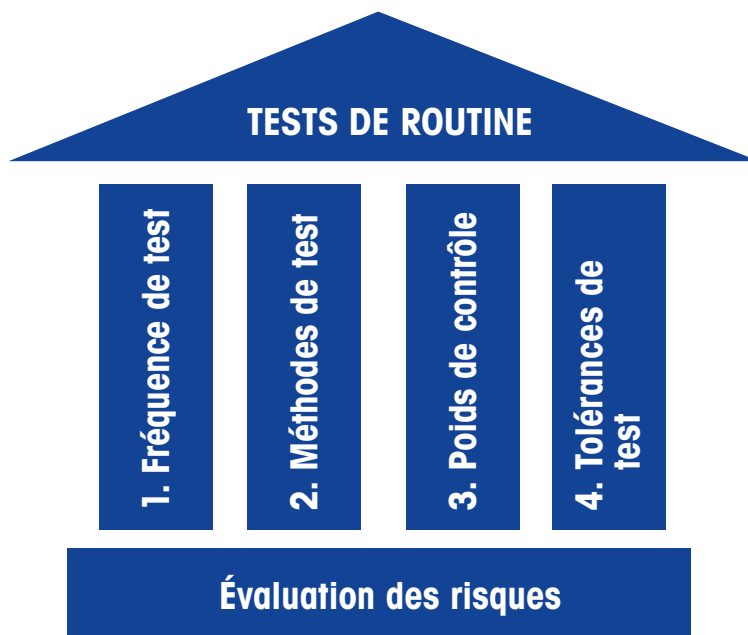 TESTS DE ROUTINE
1. Fréquence de test
2. Méthodes de test
3. Poids de contrôle
4. Tolérances de
test
Évaluation des risques